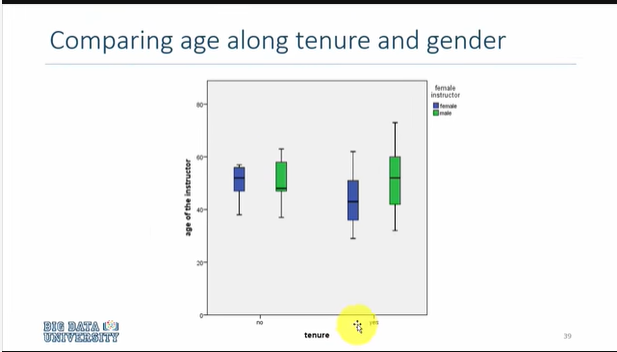 Comparing age along tenure and gender
female
instructor
female
male
80
60
40
20
0
age of the instructor
no
yes
tenure
BIG DATA
UNIVERSITY
39